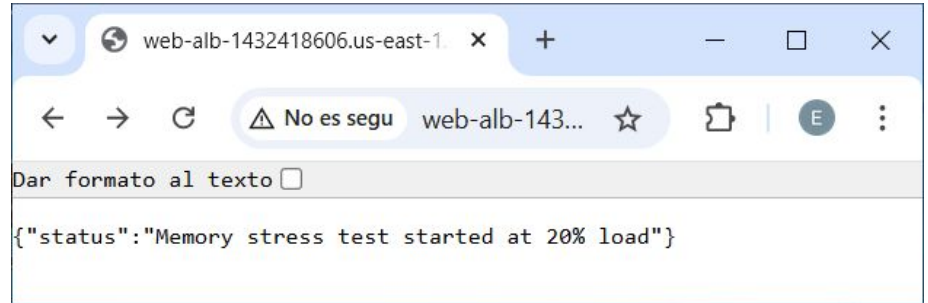 web-alb-1432418606.us-east-1.
No es segu web-alb-143...
E
Dar formato al texto
{"status":"Memory stress test started at 20% load"}